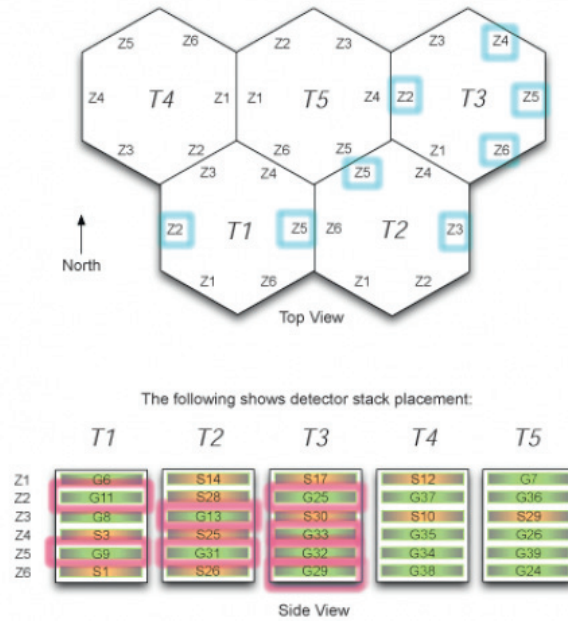 Z5 Z6 Z2 Z3 Z3 Z4
Z4 T4 Z1 Z1 T5 Z4 Z2 T3 Z5
Z3 Z2 Z6 Z5 Z1 Z6
Z3 Z4 Z5 Z4
Z2 T1 Z5 Z6 T2 Z3
North
Z1 Z6 Z1 Z2
Top View
The following shows detector stack placement:
T1 T2 T3 T4 T5
Z1 G6 S14 S17 S12 G7
Z2 G11 S28 G25 G37 G36
Z3 G8 G13 S30 S10 S29
Z4 S3 S25 G33 G35 G26
Z5 G9 G31 G32 G34 G39
Z6 S1 S26 G29 G38 G24
Side View